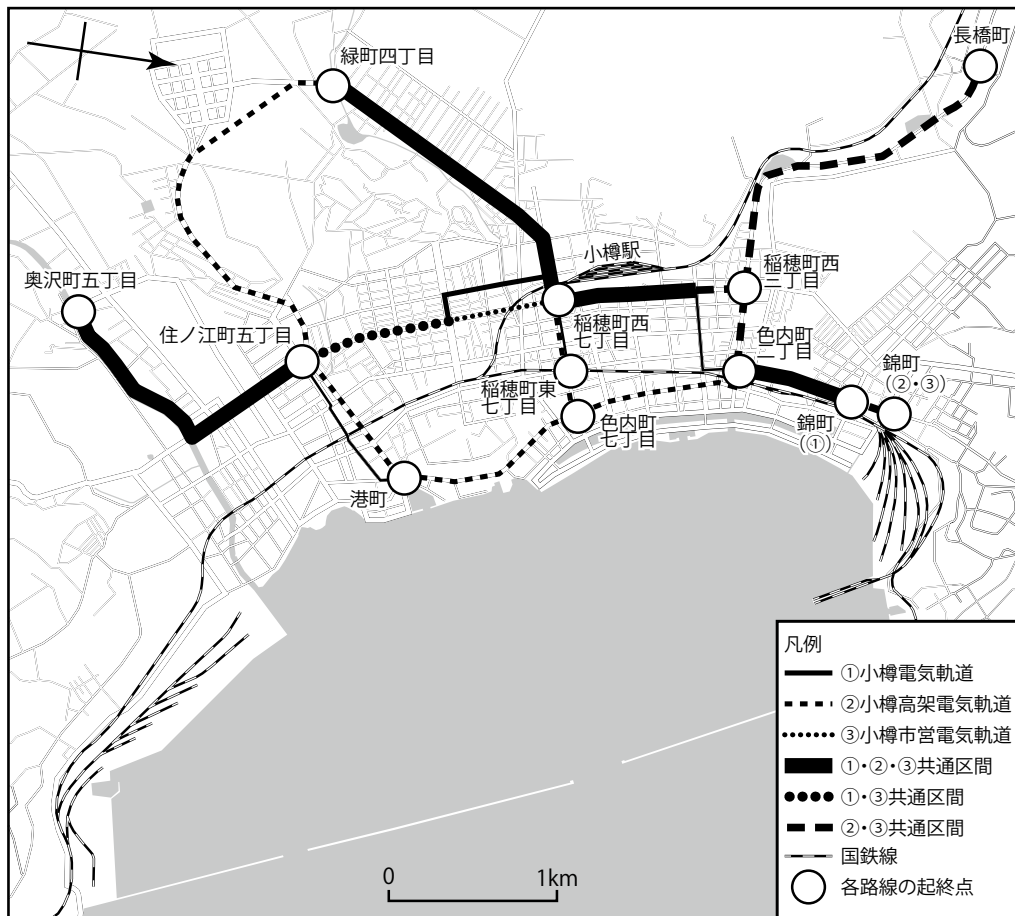 長橋町
緑町四丁目
小樽駅
稲穂町西
三丁目
奥沢町五丁目
住ノ江町五丁目
稲穂町西
七丁目
色内町
一丁目
錦町
(②・③)
稲穂町東
七丁目
色内町
七丁目
錦町
(①)
港町
凡例
①小樽電気軌道
②小樽高架電気軌道
③小樽市営電気軌道
①・②・③共通区間
①・③共通区間
②・③共通区間
国鉄線
各路線の起終点
0 1km